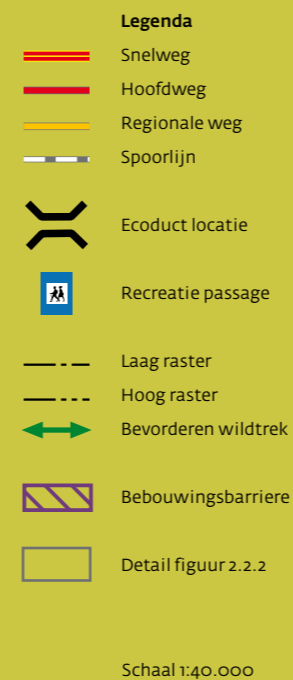 Legenda
Snelweg
Hoofdweg
Regionale weg
Spoorlijn
Ecoduct locatie
Recreatie passage
Laag raster
Hoog raster
Bevorderen wildtrek
Bebouwingsbarriere
Detail figuur 2.2.2
Schaal 1:40.000